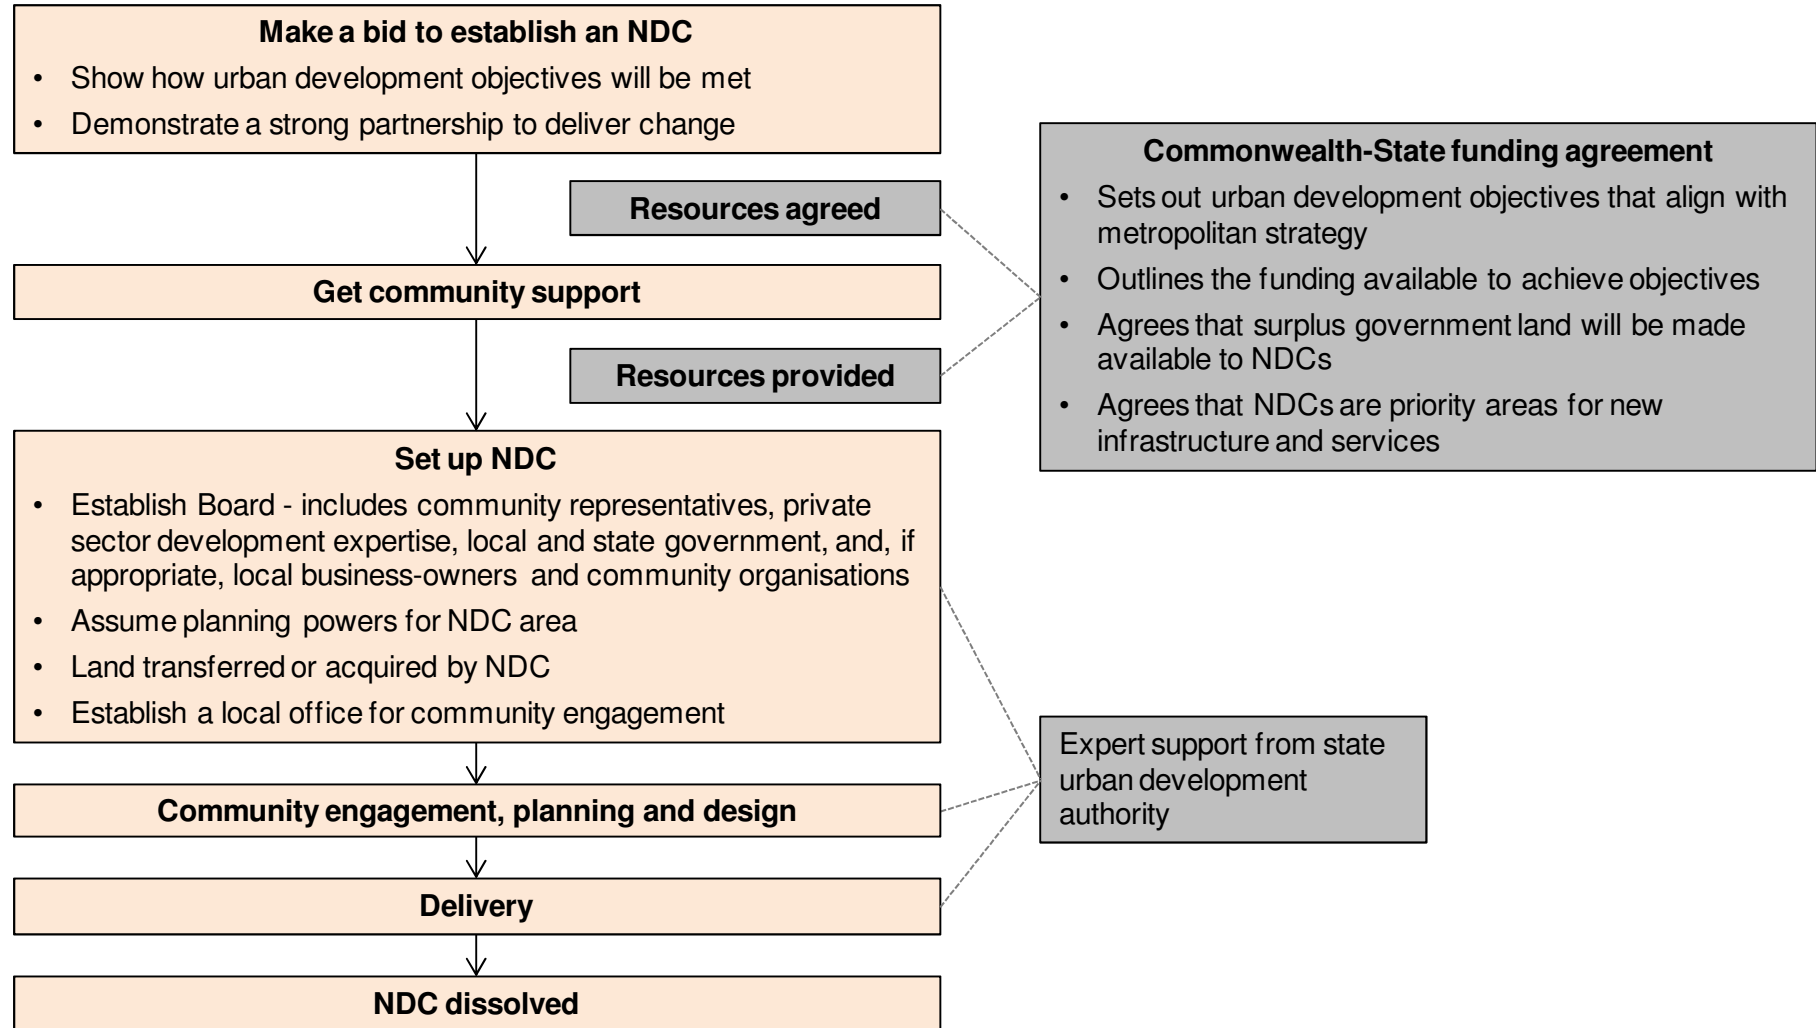 Make a bid to establish an NDC
• Show how urban development objectives will be met
• Demonstrate a strong partnership to deliver change
Resources agreed
Get community support
Resources provided
Commonwealth-State funding agreement
• Sets out urban development objectives that align with
metropolitan strategy
• Outlines the funding available to achieve objectives
• Agrees that surplus government land will be made
available to NDCs
• Agrees that NDCs are priority areas for new
infrastructure and services
Set up NDC
• Establish Board - includes community representatives, private
sector development expertise, local and state government, and, if
appropriate, local business-owners and community organisations
• Assume planning powers for NDC area
• Land transferred or acquired by NDC
• Establish a local office for community engagement
Expert support from state
urban development
authority
Community engagement, planning and design
Delivery
NDC dissolved